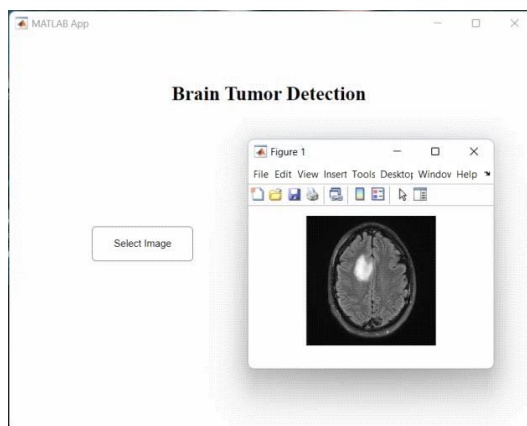 MATLAB App
Brain Tumor Detection
Figure 1
File Edit View Insert Tools Desktop Window Help
Select Image